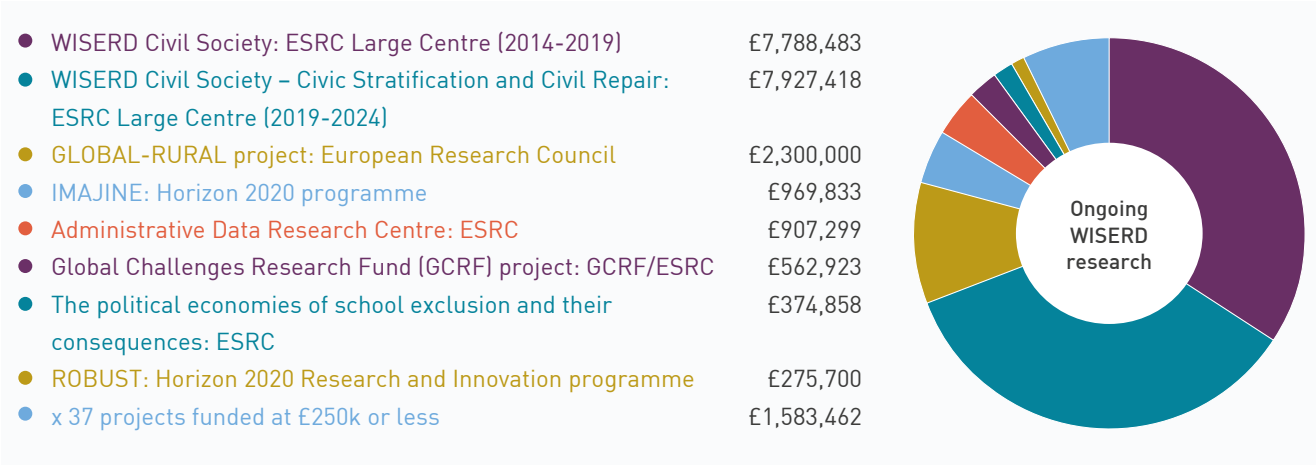 WISERD Civil Society: ESRC Large Centre (2014-2019) £7,788,483
WISERD Civil Society – Civic Stratification and Civil Repair: £7,927,418
ESRC Large Centre (2019-2024)
GLOBAL-RURAL project: European Research Council £2,300,000
IMAJINE: Horizon 2020 programme £969,833
Administrative Data Research Centre: ESRC £907,299
Global Challenges Research Fund (GCRF) project: GCRF/ESRC £562,923
The political economies of school exclusion and their £374,858
consequences: ESRC
ROBUST: Horizon 2020 Research and Innovation programme £275,700
x 37 projects funded at £250k or less £1,583,462
Ongoing
WISERD
research